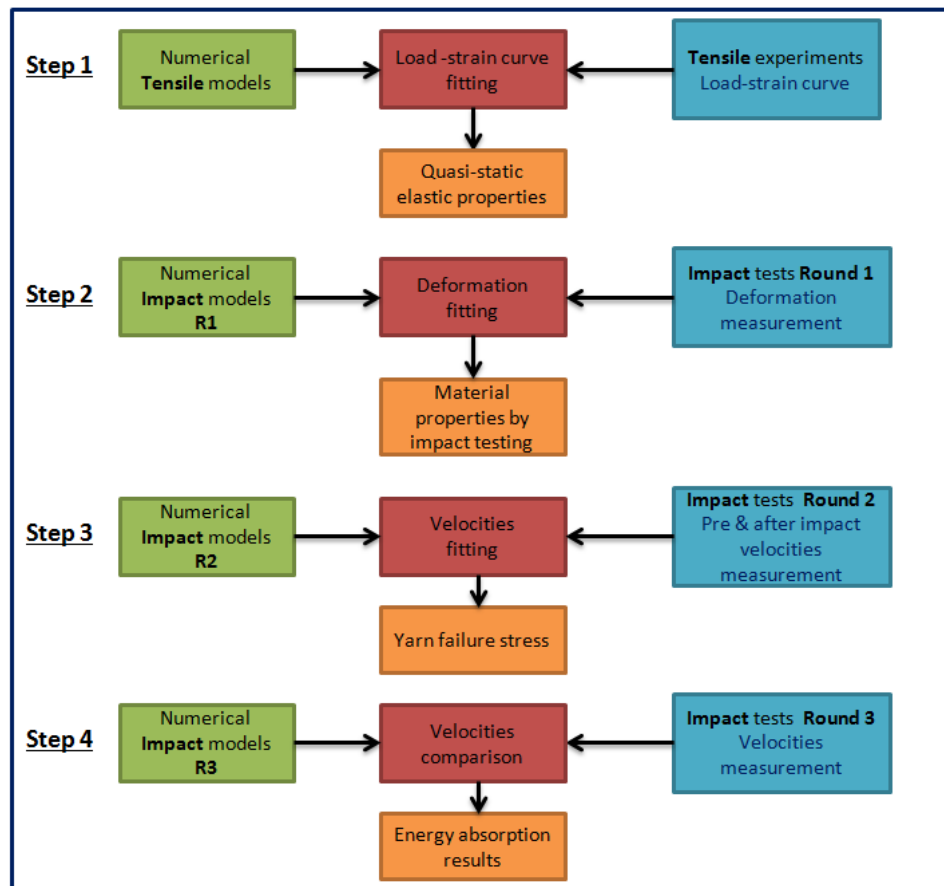 Step 1
Numerical
Tensile models
Load -strain curve
fitting
Tensile experiments
Load-strain curve
Quasi-static
elastic properties
Step 2
Numerical
Impact models
R1
Deformation
fitting
Impact tests Round 1
Deformation
measurement
Material
properties by
impact testing
Step 3
Numerical
Impact models
R2
Velocities
fitting
Impact tests Round 2
Pre & after impact
velocities
measurement
Yarn failure stress
Step 4
Numerical
Impact models
R3
Velocities
comparison
Impact tests Round 3
Velocities
measurement
Energy absorption
results